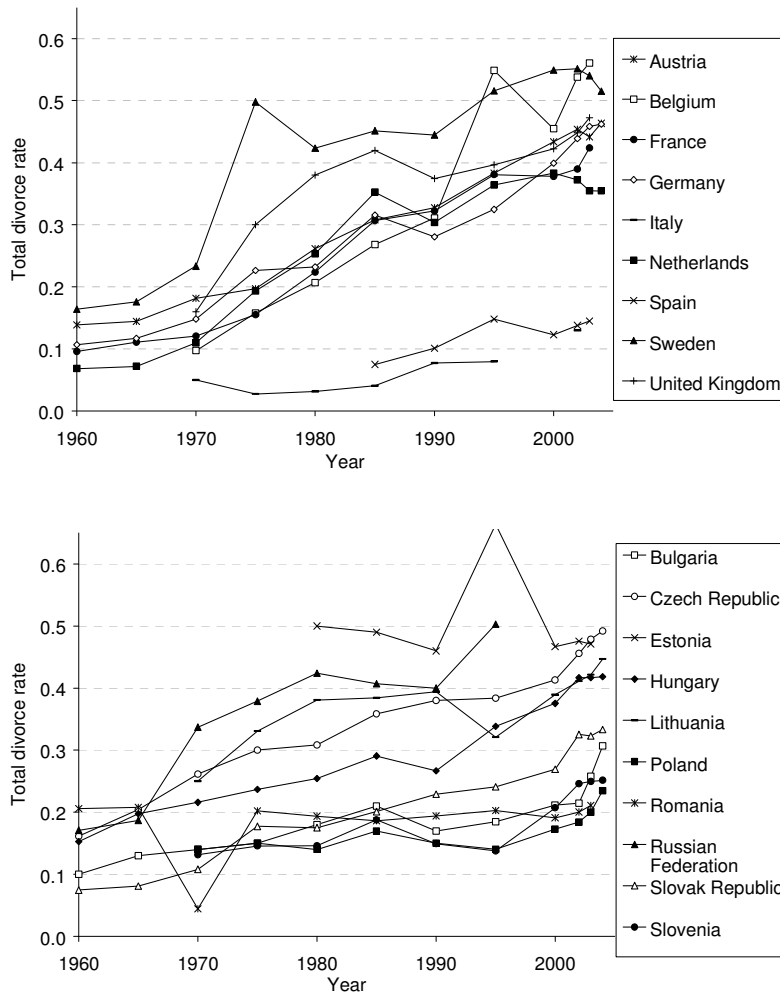 0.6
0.5
0.4
0.3
0.2
0.1
0.0
Total divorce rate
1960
1970
1980
1990
2000
Year
Austria
Belgium
France
Germany
Italy
Netherlands
Spain
Sweden
United Kingdom
0.6
0.5
0.4
0.3
0.2
0.1
0.0
Total divorce rate
1960
1970
1980
1990
2000
Year
Bulgaria
Czech Republic
Estonia
Hungary
Lithuania
Poland
Romania
Russian
Federation
Slovak Republic
Slovenia